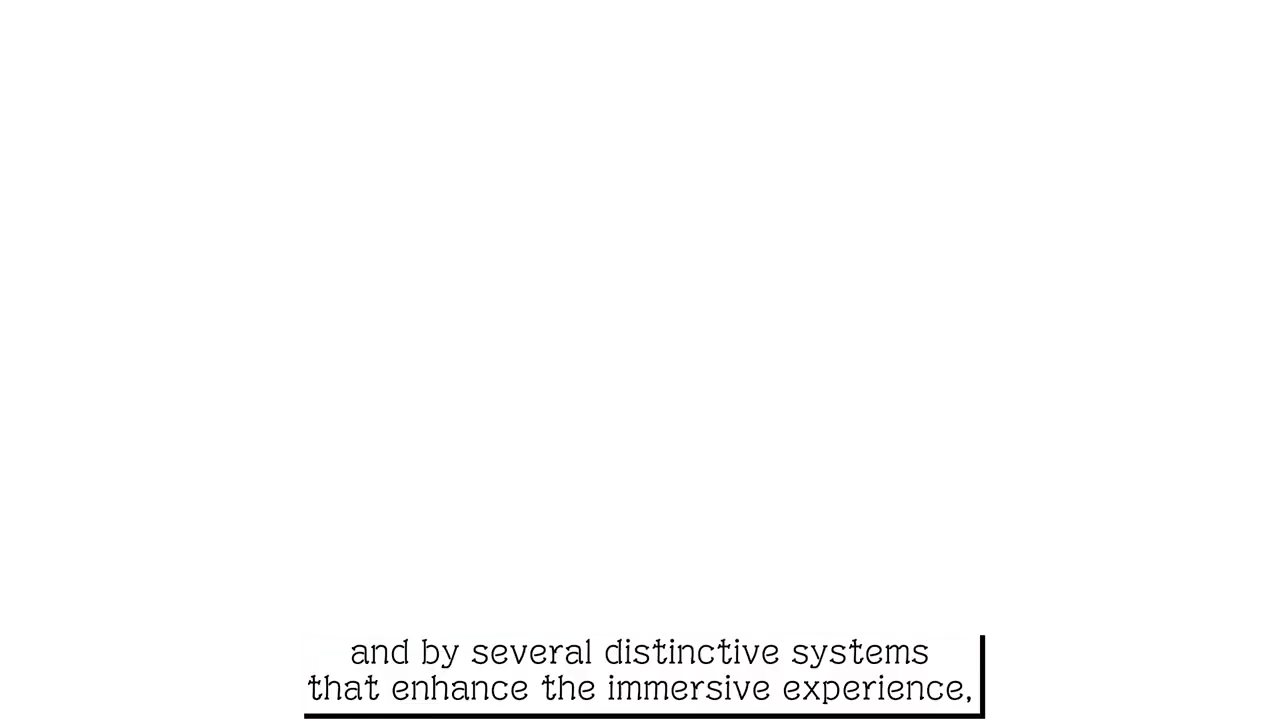 and by several distinctive systems
that enhance the immersive experience,